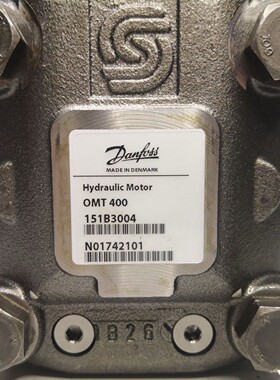 Danfoss
MADE IN DENMARK
Hydraulic Motor
OMT 400
151B3004
N01742101
B26